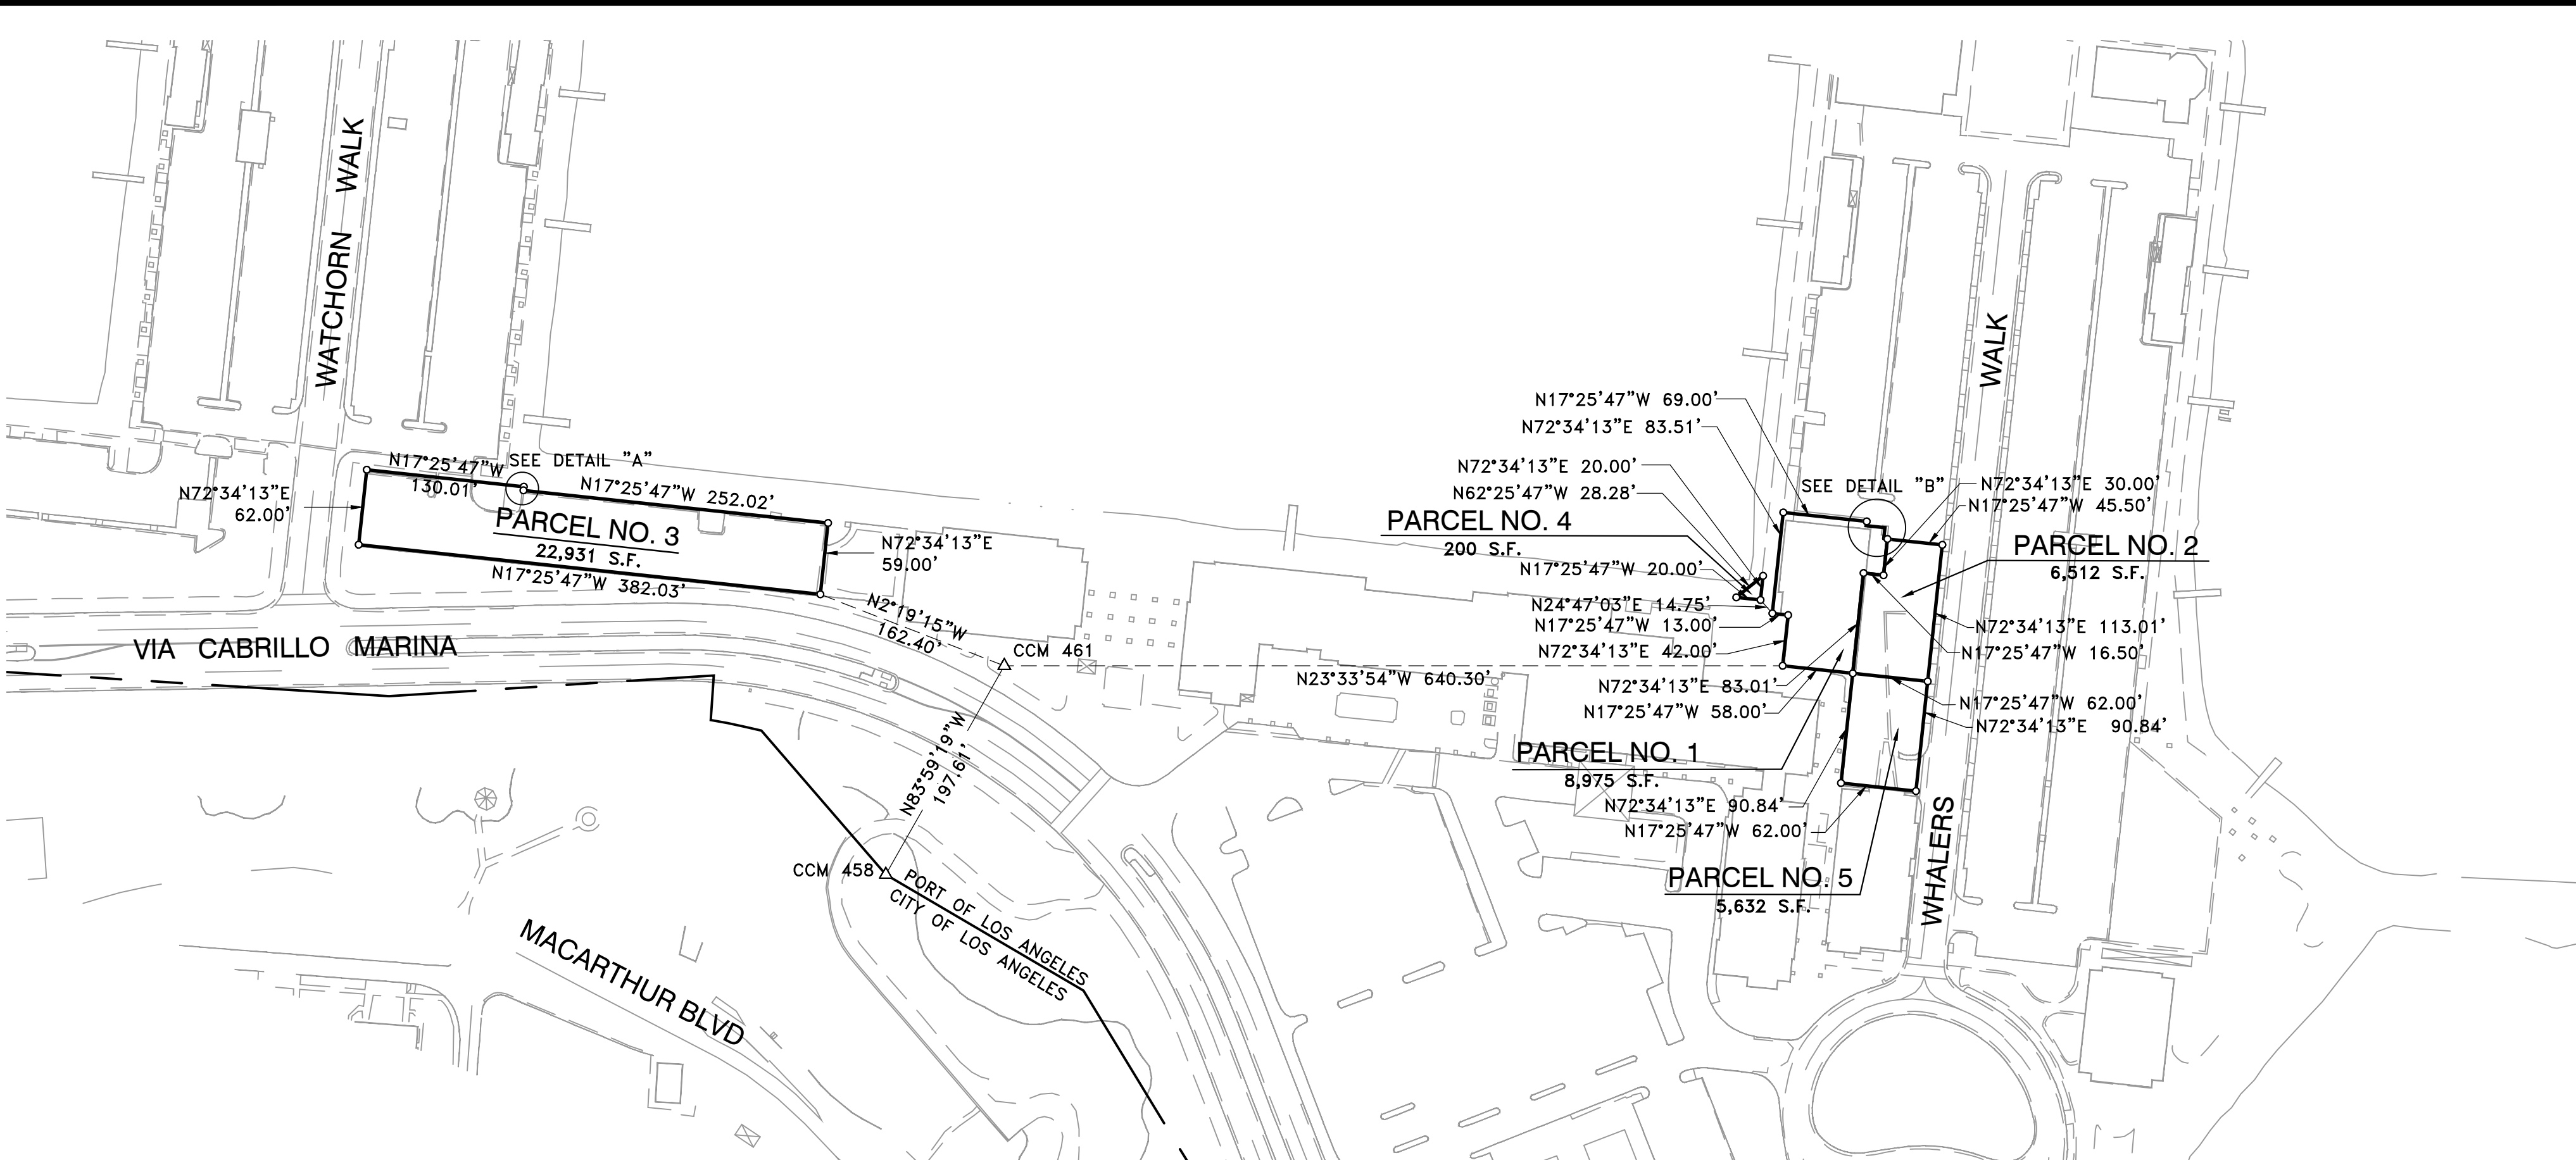 WATCHORN WALK
N17°25'47"W
130.01'
SEE DETAIL "A"
N17°25'47"W 252.02'
N72°34'13"E
62.00'
PARCEL NO. 3
22,931 S.F.
N17°25'47"W 382.03'
N72°34'13"E
59.00'
N2°19'15"W
162.40'
CCM 461
VIA CABRILLO MARINA
N83°59'19"W
197.61'
CCM 458
PORT OF LOS ANGELES
CITY OF LOS ANGELES
MACARTHUR BLVD
N23°33'54"W 640.30'
N17°25'47"W 69.00'
N72°34'13"E 83.51'
N72°34'13"E 20.00'
N62°25'47"W 28.28'
PARCEL NO. 4
200 S.F.
N17°25'47"W 20.00'
N24°47'03"E 14.75'
N17°25'47"W 13.00'
N72°34'13"E 42.00'
N72°34'13"E 83.01'
N17°25'47"W 58.00'
PARCEL NO. 1
8,975 S.F.
N72°34'13"E 90.84'
N17°25'47"W 62.00'
PARCEL NO. 5
5,632 S.F.
SEE DETAIL "B"
N72°34'13"E 30.00'
N17°25'47"W 45.50'
PARCEL NO. 2
6,512 S.F.
N72°34'13"E 113.01'
N17°25'47"W 16.50'
N17°25'47"W 62.00'
N72°34'13"E 90.84'
WHALERS WALK